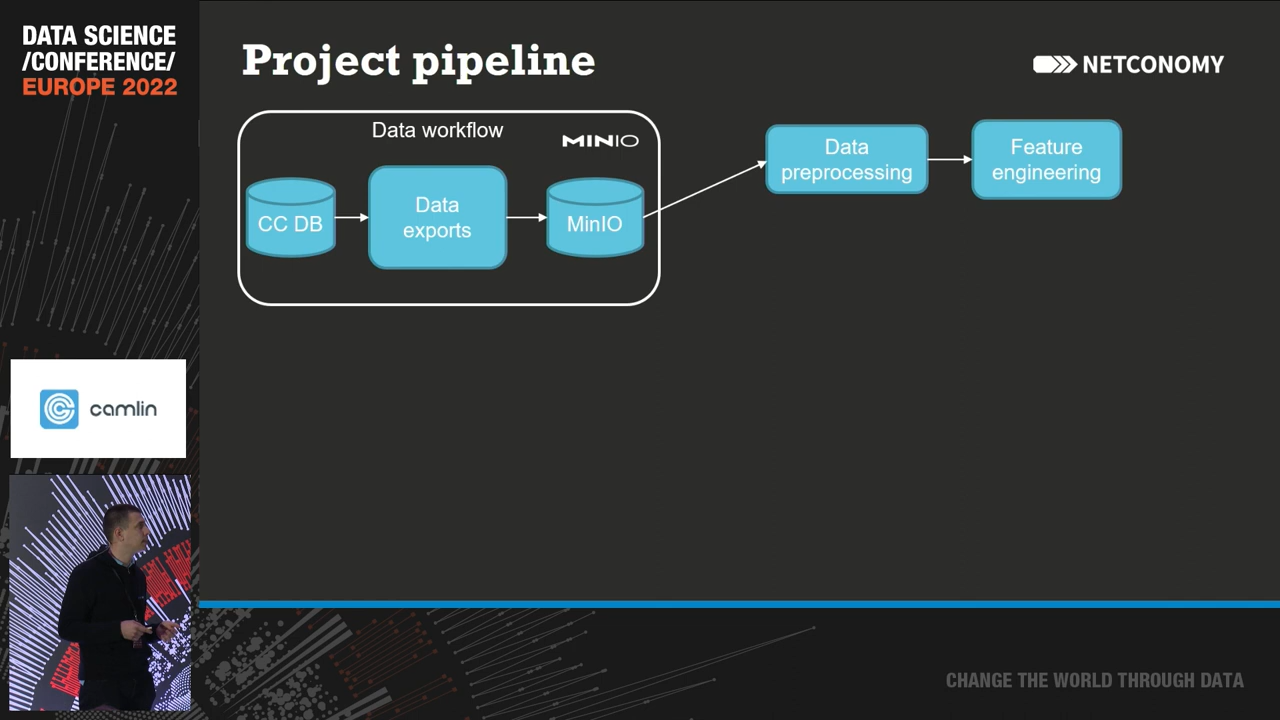 DATA SCIENCE
/CONFERENCE/
EUROPE 2022
Project pipeline
NETCONOMY
Data workflow
MINIO
CC DB
Data
exports
MinIO
Data
preprocessing
Feature
engineering
camlin
CHANGE THE WORLD THROUGH DATA